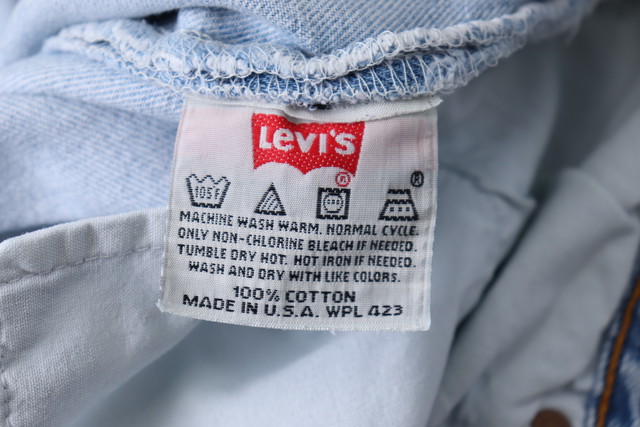 Levi's
®
®
105F
MACHINE WASH WARM. NORMAL CYCLE.
ONLY NON-CHLORINE BLEACH IF NEEDED.
TUMBLE DRY HOT. HOT IRON IF NEEDED.
WASH AND DRY WITH LIKE COLORS.
100% COTTON
MADE IN U.S.A. WPL 423